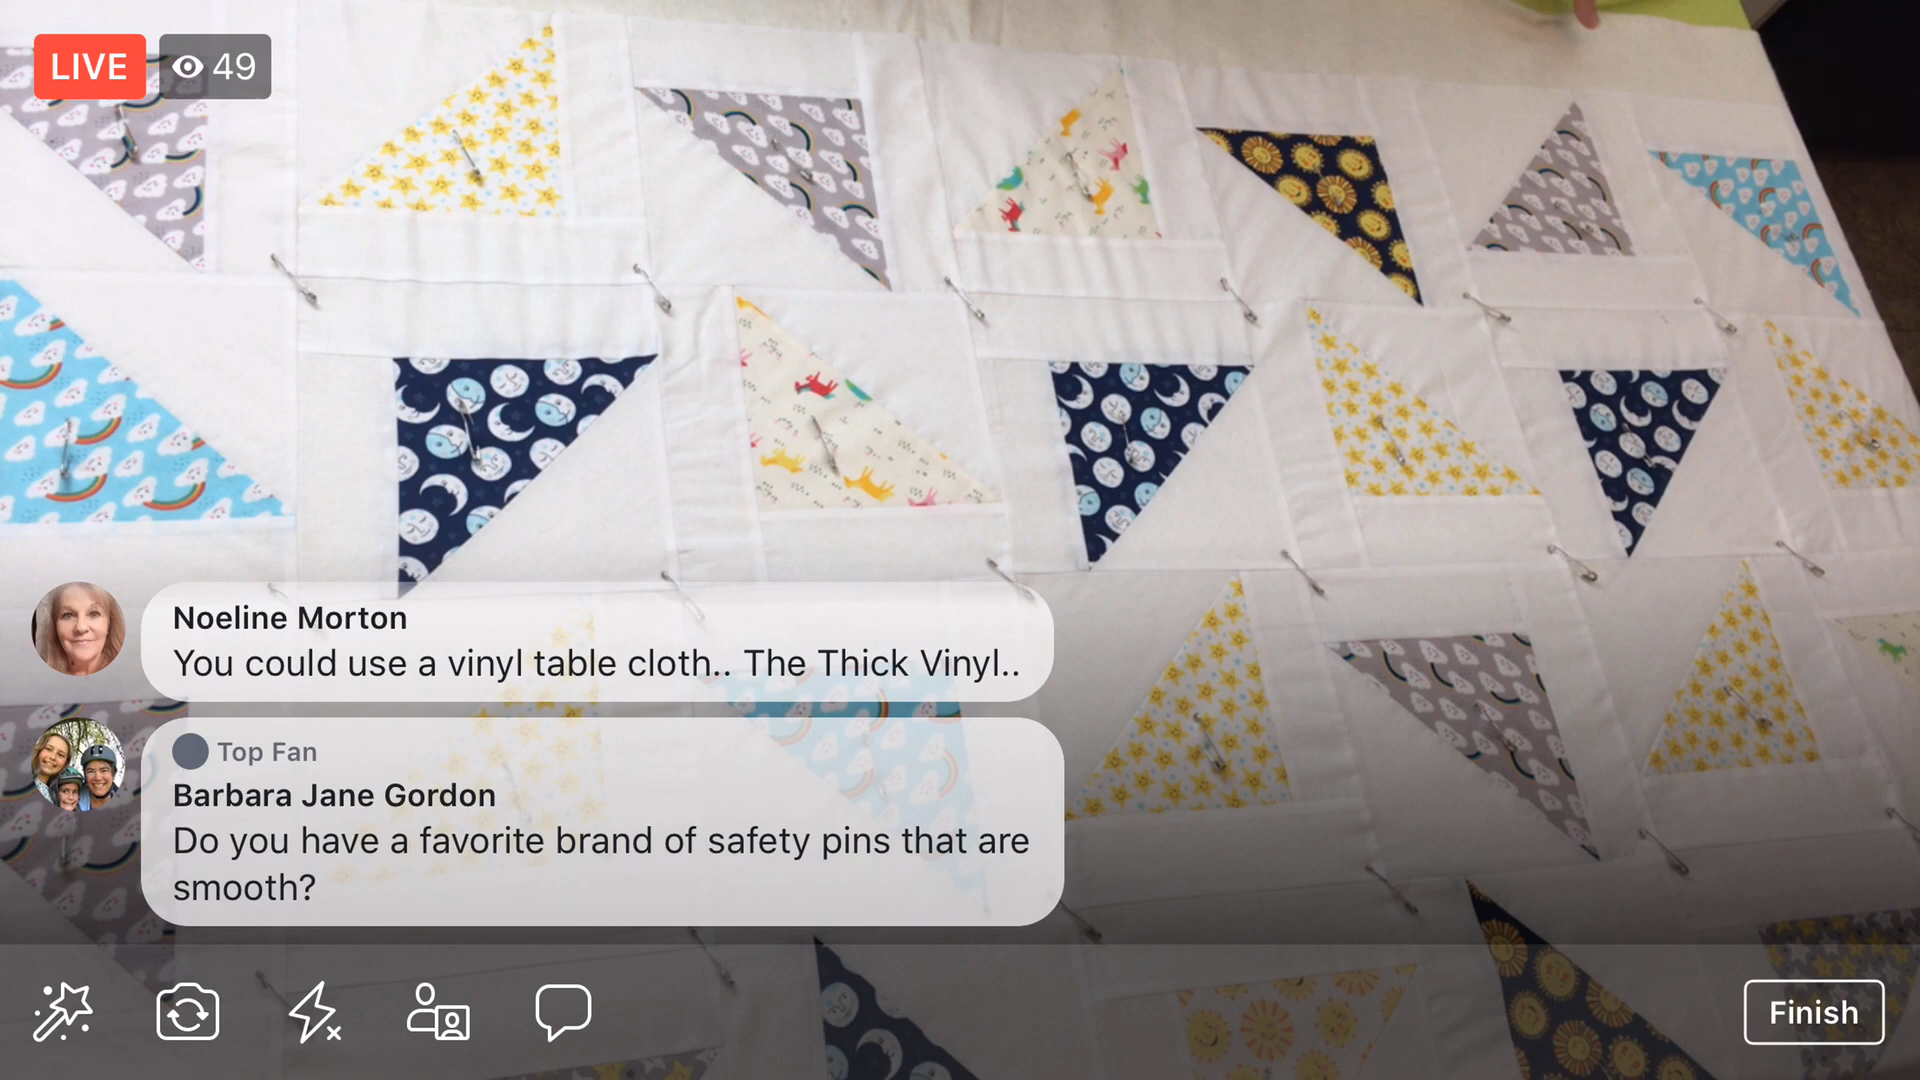 LIVE
49
Noeline Morton
You could use a vinyl table cloth.. The Thick Vinyl..
Top Fan
Barbara Jane Gordon
Do you have a favorite brand of safety pins that are
smooth?
Finish